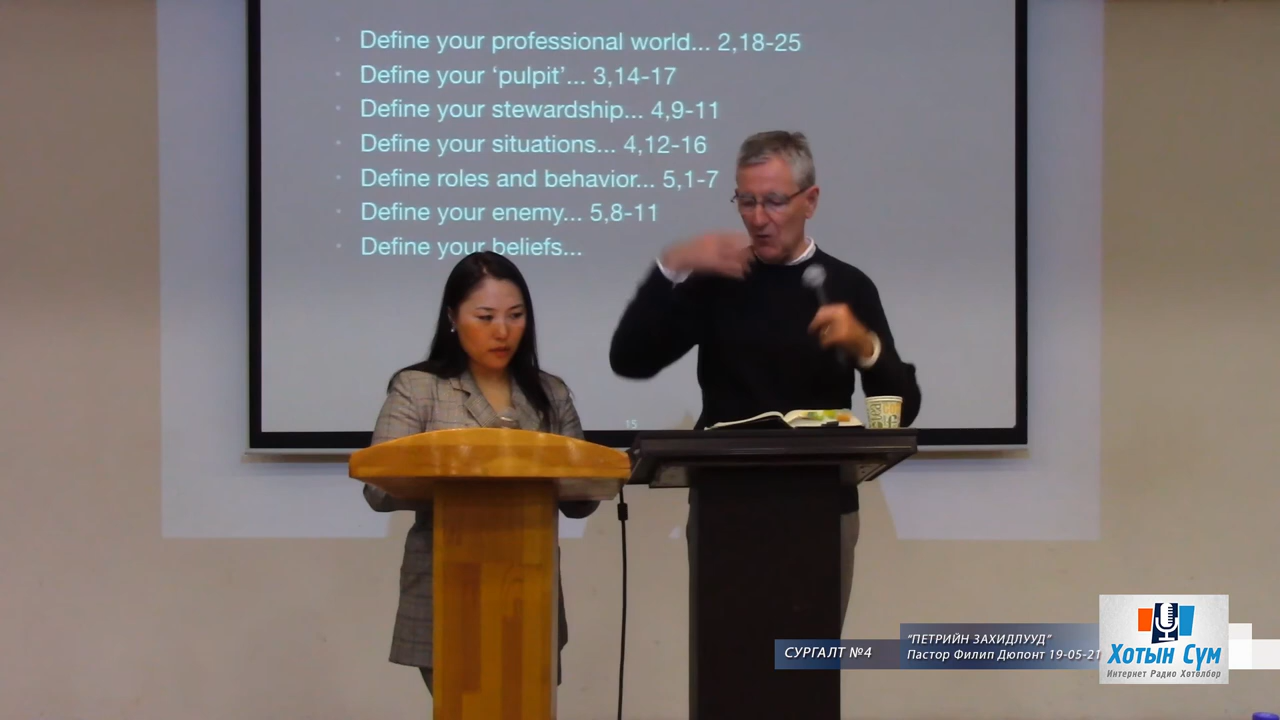 Define your professional world... 2,18-25
Define your ‘pulpit’... 3,14-17
Define your stewardship... 4,9-11
Define your situations... 4,12-16
Define roles and behavior... 5,1-7
Define your enemy... 5,8-11
Define your beliefs...
15
СУРГАЛТ №4
"ПЕТРИЙН ЗАХИДЛУУД"
Пастор Филип Дюпонт 19-05-21
Хотын Сүм
Интернет Радио Хөтөлбөр